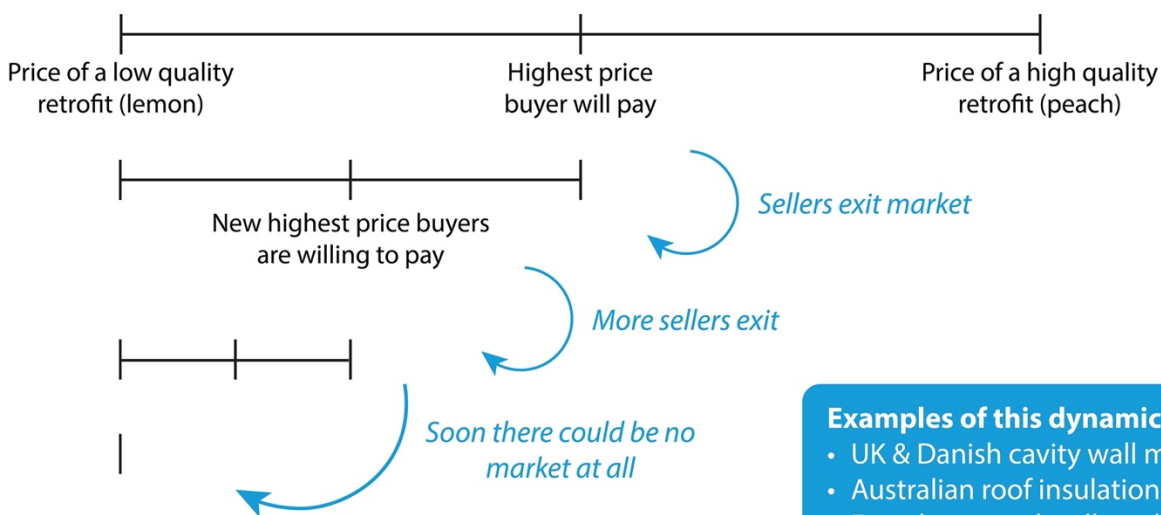 Price of a low quality
retrofit (lemon)
Highest price
buyer will pay
Price of a high quality
retrofit (peach)
Sellers exit market
New highest price buyers
are willing to pay
More sellers exit
Soon there could be no
market at all
Examples of this dynamic
• UK & Danish cavity wall
• Australian roof insulation